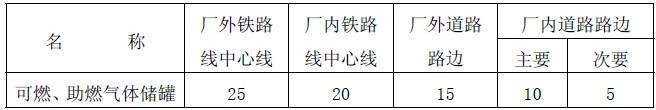 名 称 厂外铁路线中心线 厂内铁路线中心线 厂外道路路边 厂内道路路边
主要 次要
可燃、助燃气体储罐 25 20 15 10 5